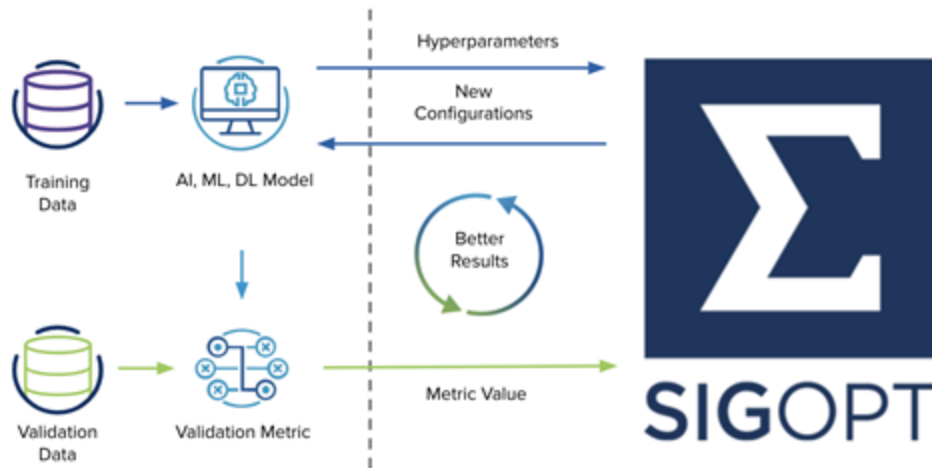 Hyperparameters
New
Configurations
Training
Data
AI, ML, DL Model
Better
Results
Metric Value
Validation
Data
Validation Metric
Σ
SIGOPT